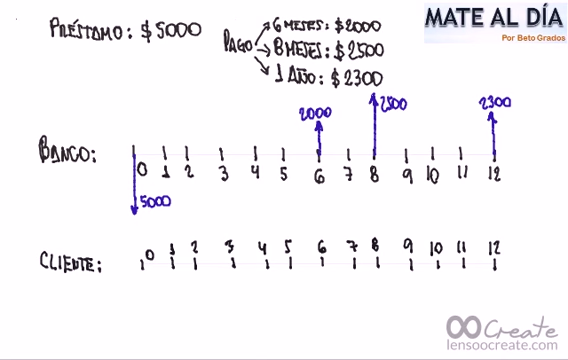 MATE AL DÍA
Por Beto Grados
PRÉSTAMO: $5000
PAGO
6 MESES: $2000
8 MESES: $2500
1 AÑO: $2300
2000
2500
2300
BANCO:
0 1 2 3 4 5 6 7 8 9 10 11 12
5000
CLIENTE:
0 1 2 3 4 5 6 7 8 9 10 11 12
Create
lensoocreate.com